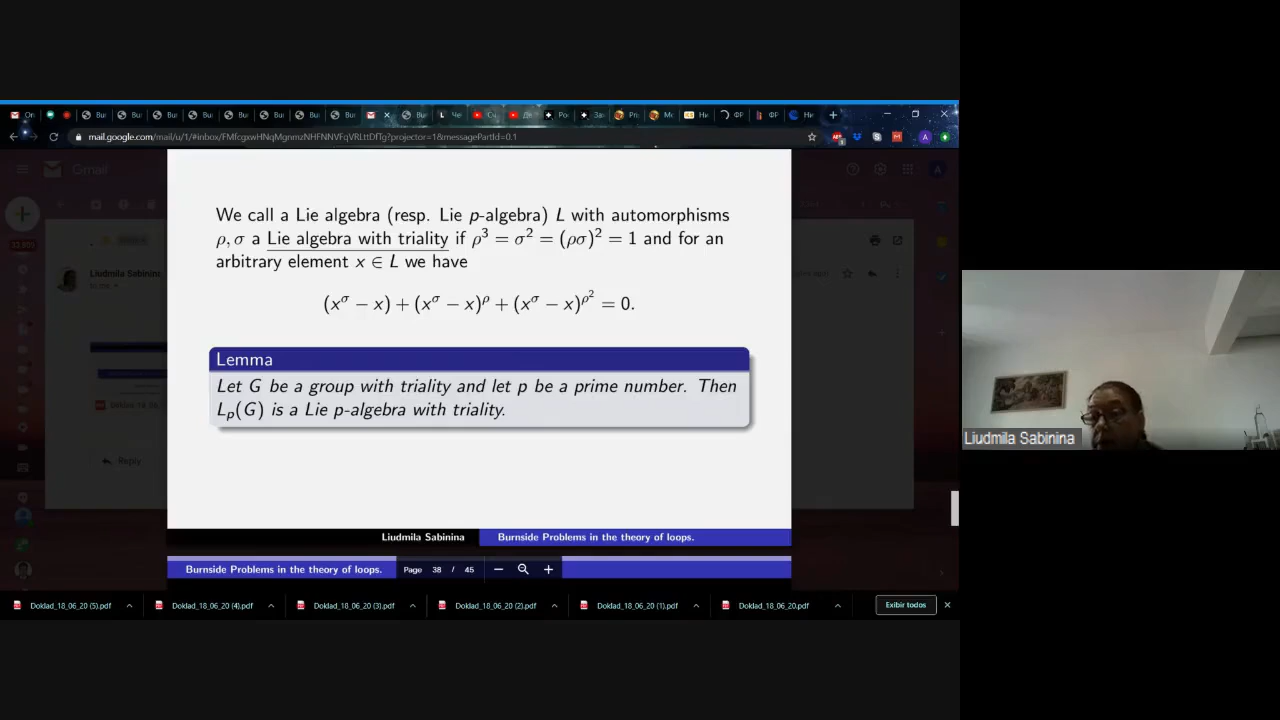 mail.google.com/mail/u/1/#inbox/FMfcgxwHNqMgnmzNHFNNVFqVRLttDfTg?projector=1&messagePartId=0.1
Gmail
We call a Lie algebra (resp. Lie p-algebra) L with automorphisms
ρ, σ a Lie algebra with triality if ρ³ = σ² = (ρσ)² = 1 and for an
arbitrary element x ∈ L we have
(x^σ − x) + (x^σ − x)^ρ + (x^σ − x)^ρ² = 0.
Lemma
Let G be a group with triality and let p be a prime number. Then
Lₚ(G) is a Lie p-algebra with triality.
Liudmila Sabinina
Reply
Liudmila Sabinina Burnside Problems in the theory of loops.
Burnside Problems in the theory of loops. Page 38 / 45
Doklad_18_06_20 (5).pdf Doklad_18_06_20 (4).pdf Doklad_18_06_20 (3).pdf Doklad_18_06_20 (2).pdf Doklad_18_06_20 (1).pdf Doklad_18_06_20.pdf Exibir todos
Liudmila Sabinina